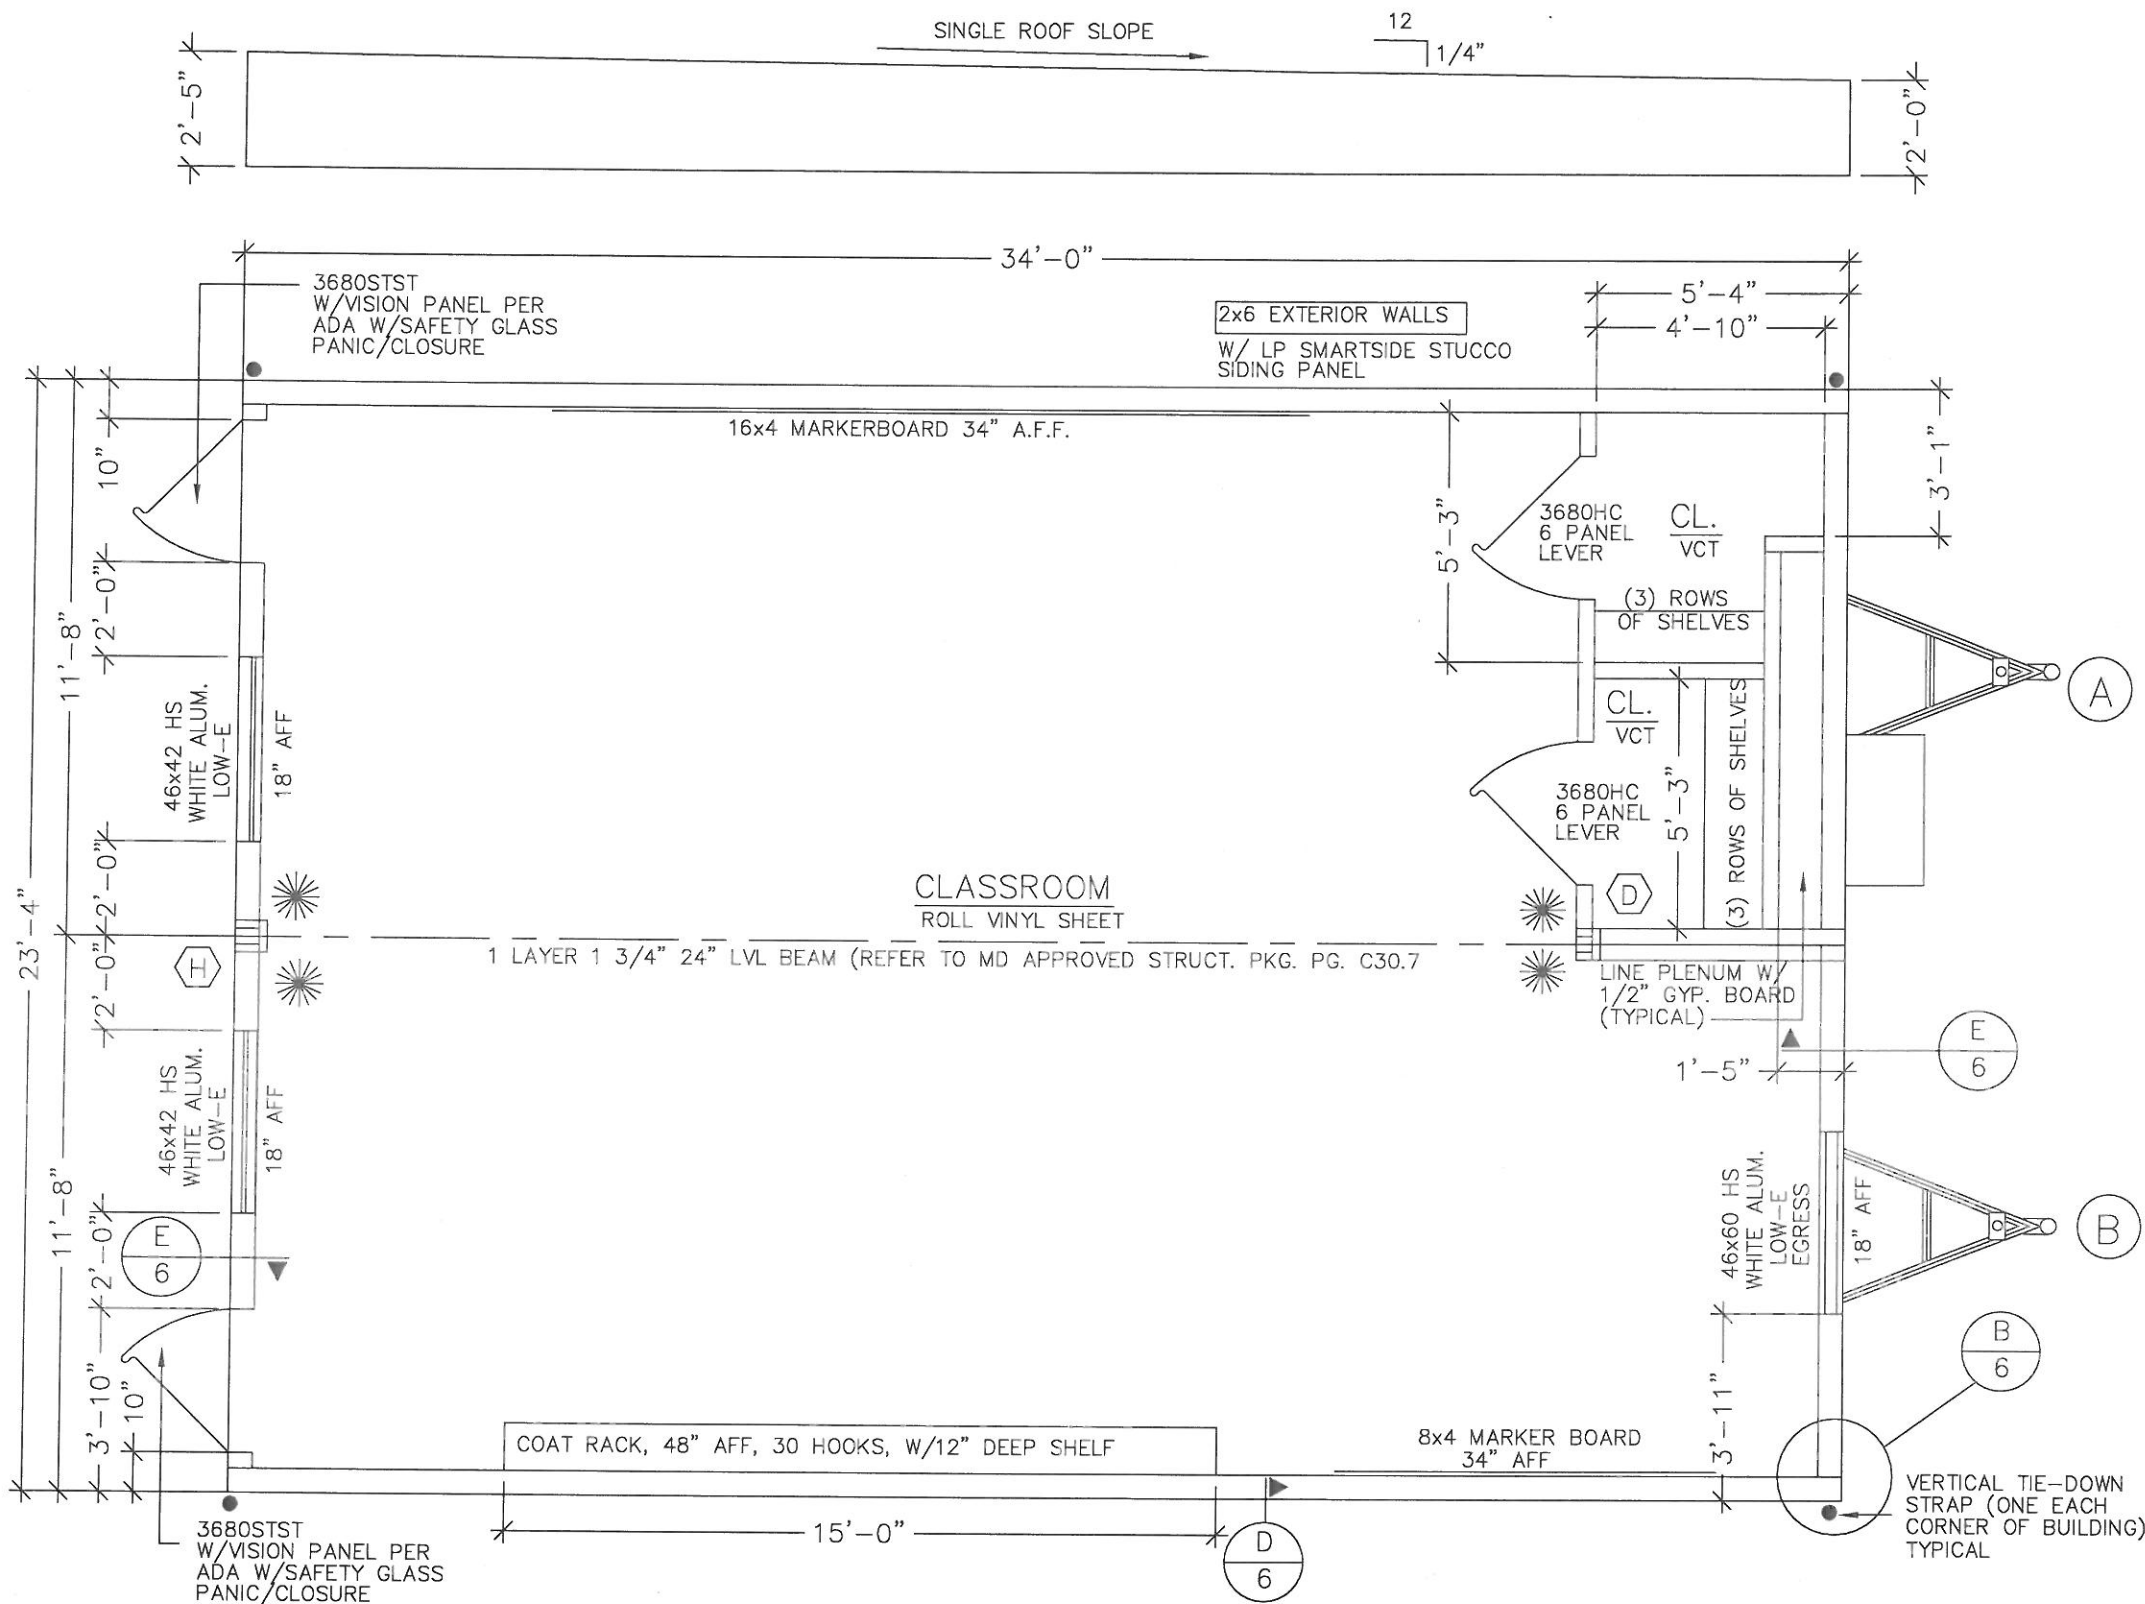 SINGLE ROOF SLOPE
12
1/4"
2'-5"
2'-0"
34'-0"
3680STST
W/VISION PANEL PER
ADA W/SAFETY GLASS
PANIC/CLOSURE
2x6 EXTERIOR WALLS
W/ LP SMARTSIDE STUCCO
SIDING PANEL
5'-4"
4'-10"
16x4 MARKERBOARD 34" A.F.F.
10"
3'-1"
5'-3"
3680HC
6 PANEL
LEVER
CL.
VCT
(3) ROWS
OF SHELVES
2'-0"
11'-8"
46x42 HS
WHITE ALUM.
LOW-E
18" AFF
A
CL.
VCT
(3) ROWS OF SHELVES
5'-3"
3680HC
6 PANEL
LEVER
D
23'-4"
2'-0"
CLASSROOM
ROLL VINYL SHEET
1 LAYER 1 3/4" 24" LVL BEAM (REFER TO MD APPROVED STRUCT. PKG. PG. C30.7
H
2'-0"
LINE PLENUM W/
1/2" GYP. BOARD
(TYPICAL)
E
6
1'-5"
46x42 HS
WHITE ALUM.
LOW-E
18" AFF
11'-8"
2'-0"
E
6
46x60 HS
WHITE ALUM.
LOW-E
EGRESS
18" AFF
B
B
6
3'-10"
10"
3'-11"
COAT RACK, 48" AFF, 30 HOOKS, W/12" DEEP SHELF
8x4 MARKER BOARD
34" AFF
15'-0"
D
6
3680STST
W/VISION PANEL PER
ADA W/SAFETY GLASS
PANIC/CLOSURE
VERTICAL TIE-DOWN
STRAP (ONE EACH
CORNER OF BUILDING)
TYPICAL